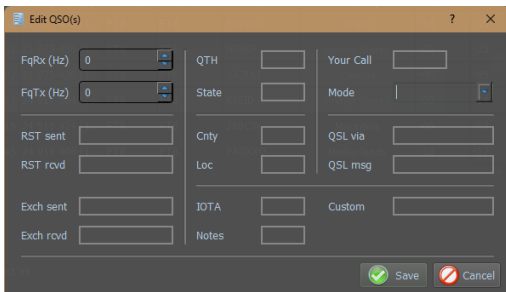 Edit QSO(s) ?
FqRx (Hz) 0 QTH Your Call
FqTx (Hz) 0 State Mode
RST sent Cnty QSL via
RST rcvd Loc QSL msg
Exch sent IOTA Custom
Exch rcvd Notes
Save Cancel